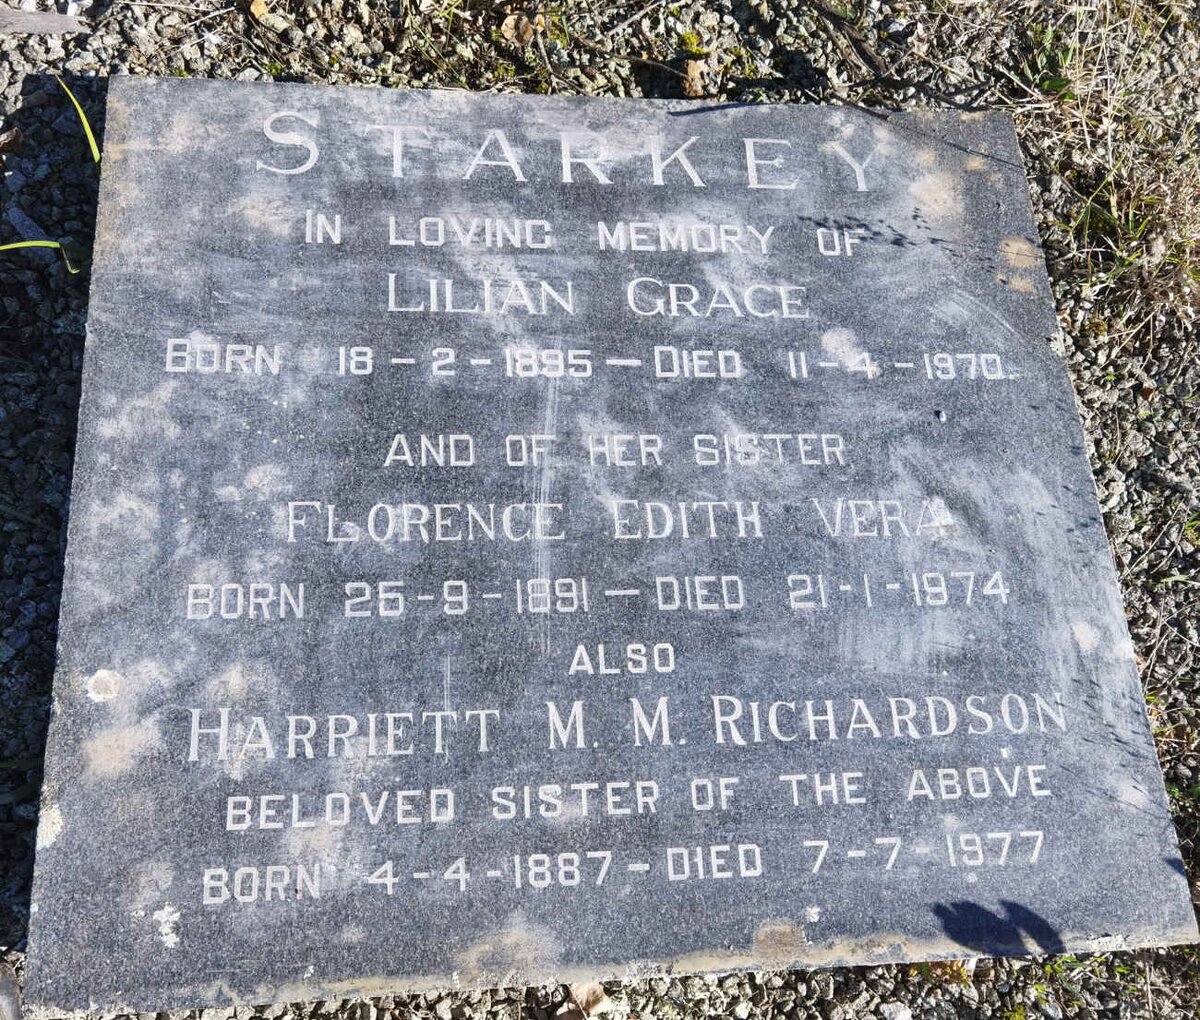 STARKEY
IN LOVING MEMORY OF
LILIAN GRACE
BORN 18-2-1895-DIED 11-4-1970
AND OF HER SISTER
FLORENCE EDITH VERA
BORN 25-9-1891-DIED 21-1-1974
ALSO
HARRIETT M. M. RICHARDSON
BELOVED SISTER OF THE ABOVE
BORN 4-4-1887-DIED 7-7-1977